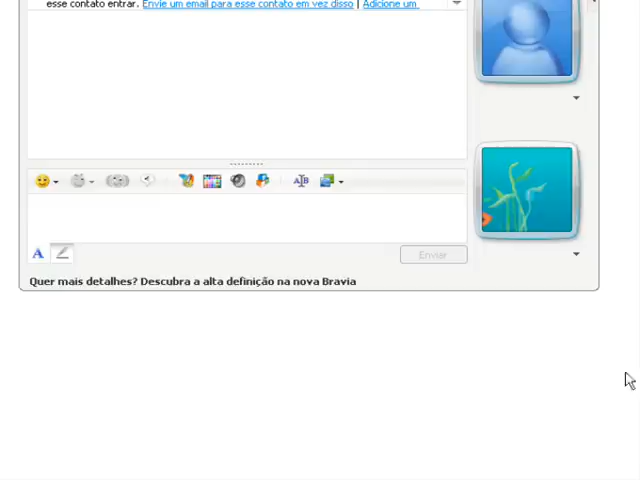 esse contato entrar. Envie um email para esse contato em vez disso | Adicione um
A|B
A
Enviar
Quer mais detalhes? Descubra a alta definição na nova Bravia